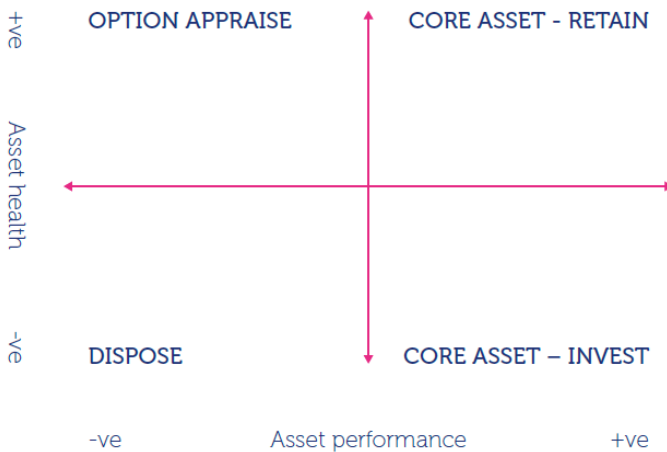 +ve
OPTION APPRAISE
CORE ASSET - RETAIN
Asset health
-ve
DISPOSE
CORE ASSET – INVEST
-ve
Asset performance
+ve